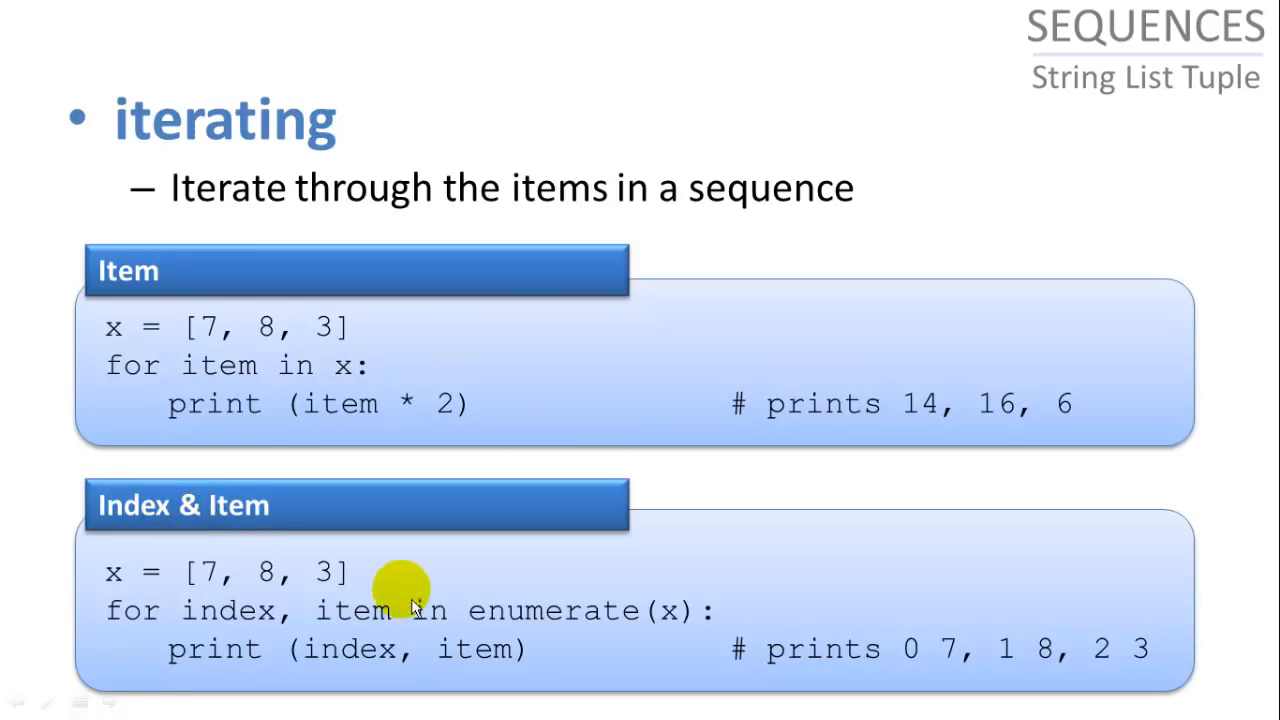 SEQUENCES
String List Tuple
• iterating
– Iterate through the items in a sequence
Item
x = [7, 8, 3]
for item in x:
    print (item * 2)    # prints 14, 16, 6
Index & Item
x = [7, 8, 3]
for index, item in enumerate(x):
    print (index, item)    # prints 0 7, 1 8, 2 3